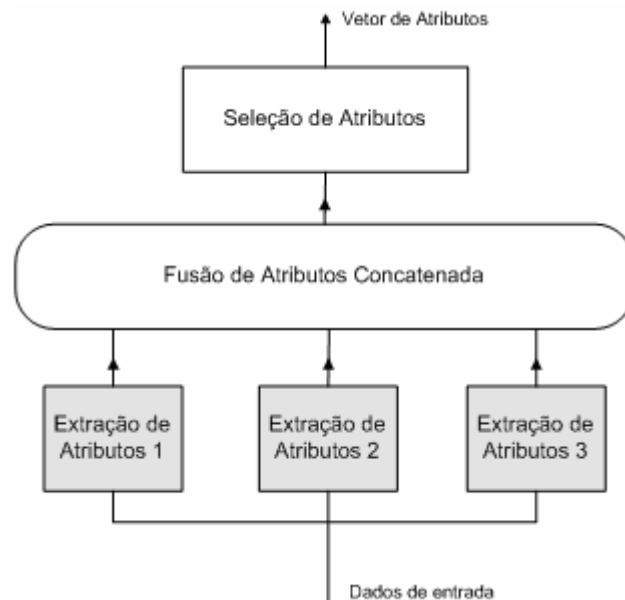 Vetor de Atributos
Seleção de Atributos
Fusão de Atributos Concatenada
Extração de
Atributos 1
Extração de
Atributos 2
Extração de
Atributos 3
Dados de entrada